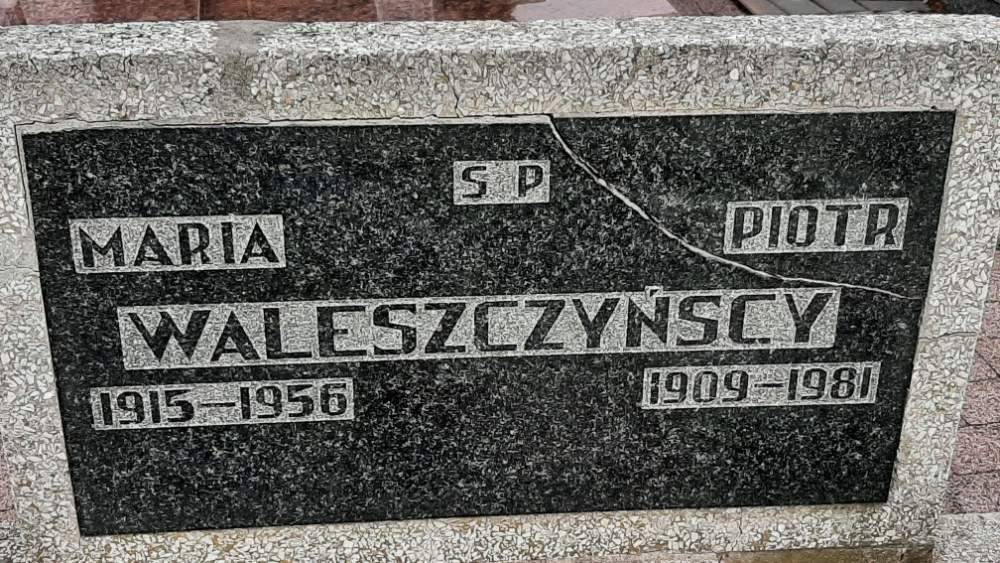 S P
MARIA PIOTR
WALESZCZYŃSCY
1915-1956 1909-1981